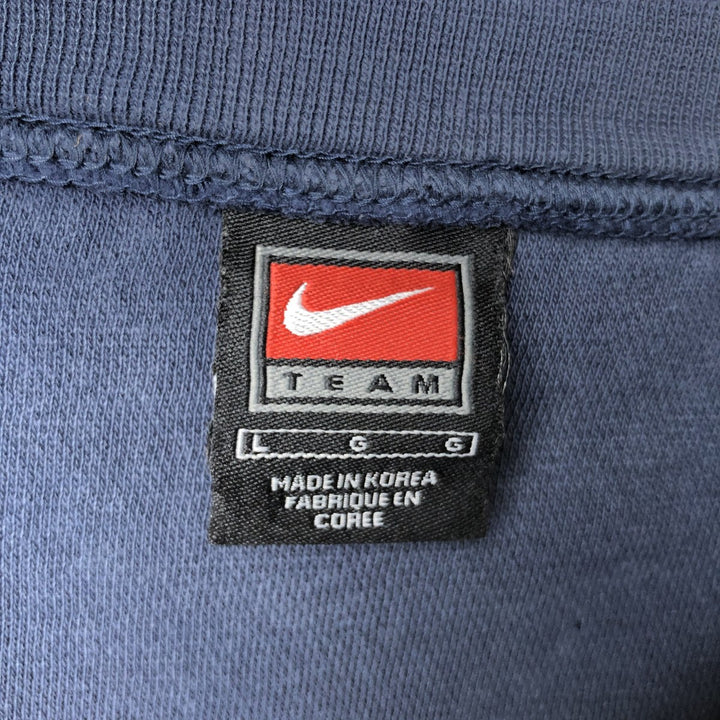 TEAM
L G G
MADE IN KOREA
FABRIQUE EN
COREE